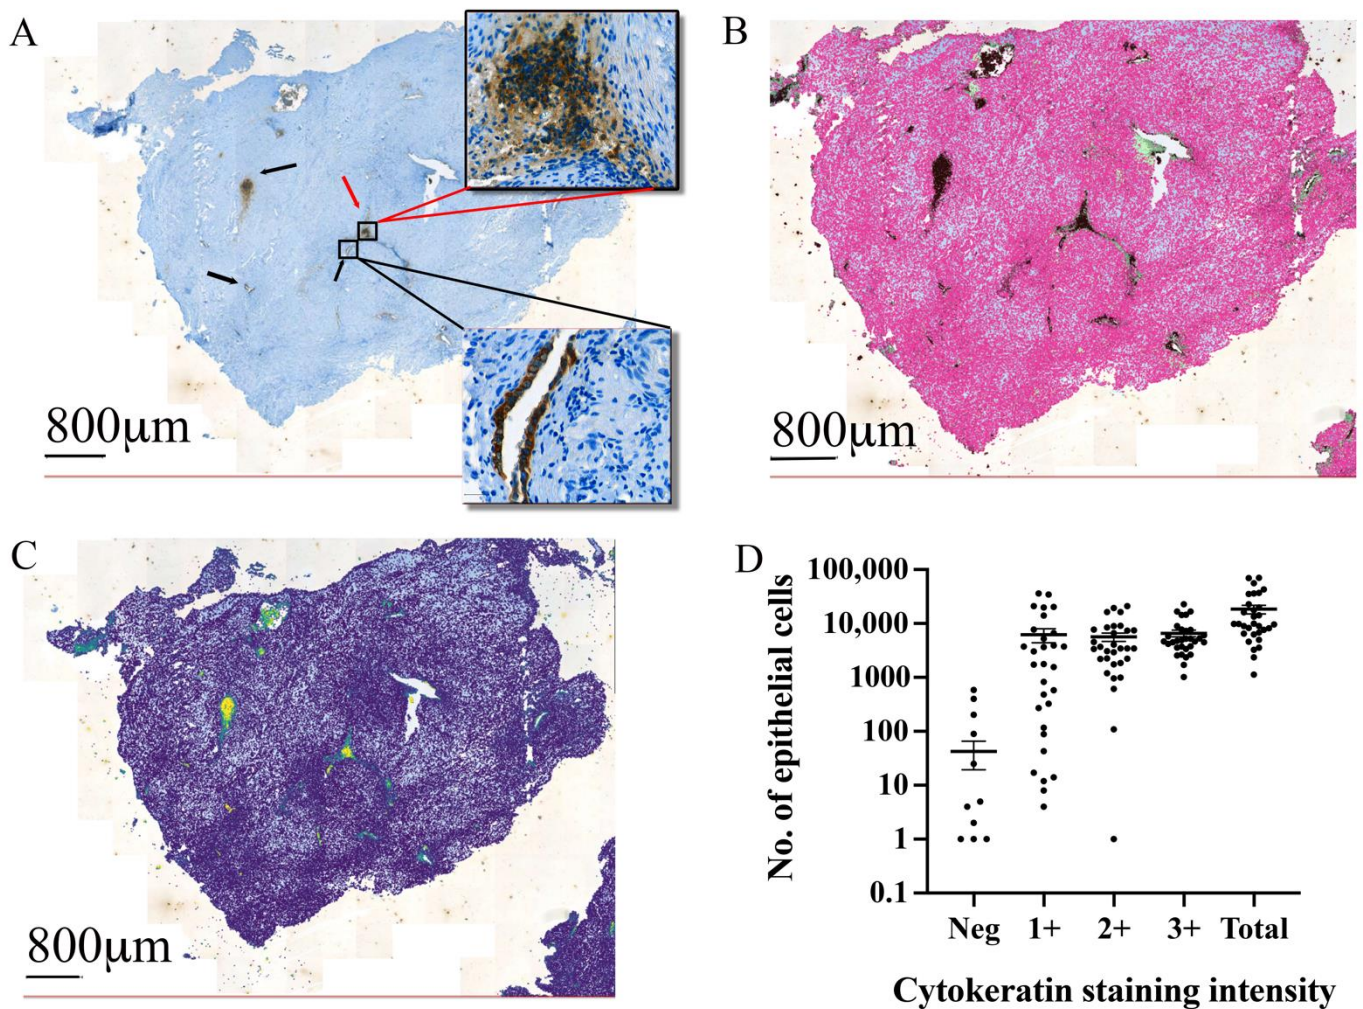 A
800µm
B
800µm
C
800µm
D
No. of epithelial cells
100,000
10,000
1000
100
10
1
0.1
Neg 1+ 2+ 3+ Total
Cytokeratin staining intensity